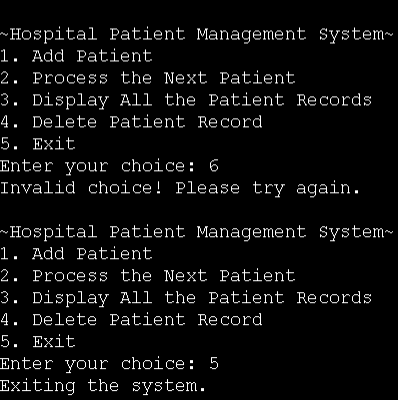 ~Hospital Patient Management System~
1. Add Patient
2. Process the Next Patient
3. Display All the Patient Records
4. Delete Patient Record
5. Exit
Enter your choice: 6
Invalid choice! Please try again.
~Hospital Patient Management System~
1. Add Patient
2. Process the Next Patient
3. Display All the Patient Records
4. Delete Patient Record
5. Exit
Enter your choice: 5
Exiting the system.